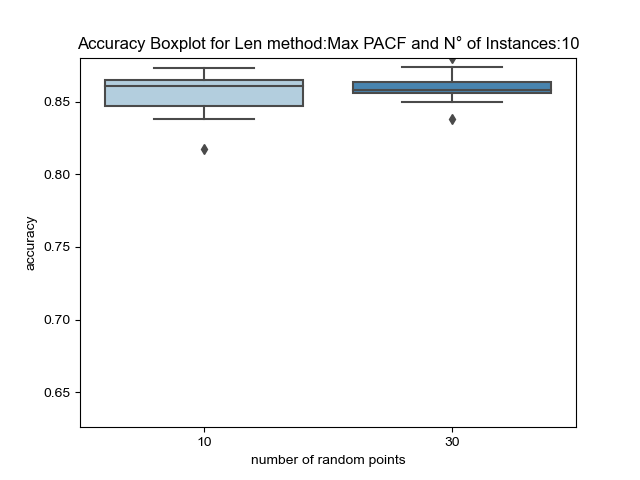 Accuracy Boxplot for Len method:Max PACF and N° of Instances:10
0.85
0.80
0.75
0.70
0.65
accuracy
10 30
number of random points